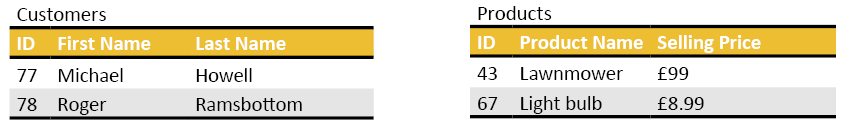 Customers
ID First Name Last Name
77 Michael Howell
78 Roger Ramsbottom
Products
ID Product Name Selling Price
43 Lawnmower £99
67 Light bulb £8.99